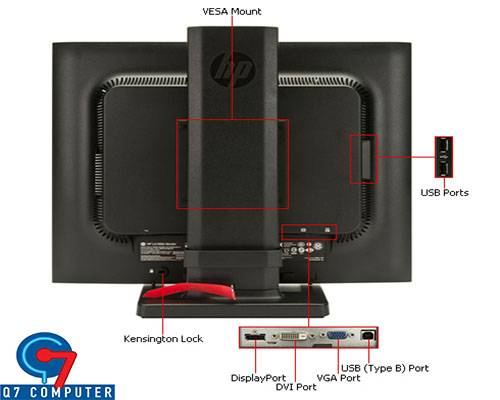 VESA Mount
hp
USB Ports
Kensington Lock
USB (Type B) Port
DisplayPort
VGA Port
DVI Port
Q7 COMPUTER